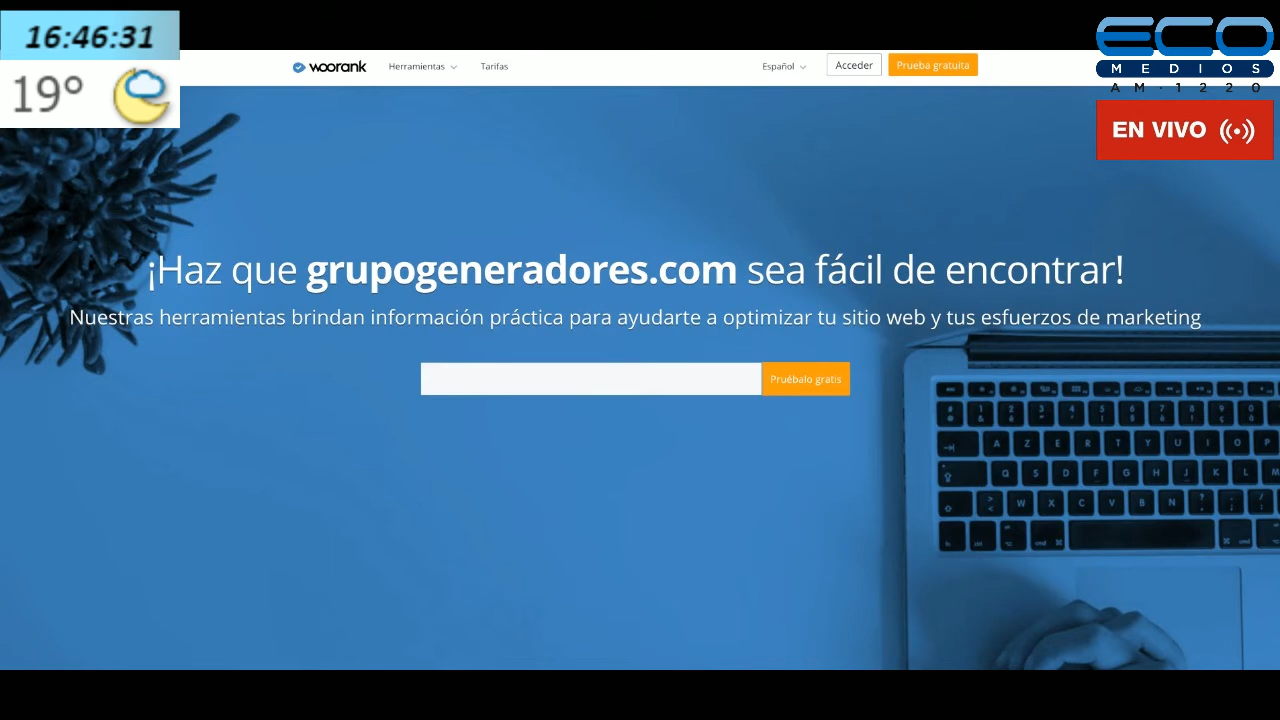 16:46:31
19°
woorank
Herramientas
Tarifas
Español
Acceder
Prueba gratuita
ECO
MEDIOS
AM·1220
EN VIVO
¡Haz que grupogeneradores.com sea fácil de encontrar!
Nuestras herramientas brindan información práctica para ayudarte a optimizar tu sitio web y tus esfuerzos de marketing
Pruébalo gratis
A Z E R T Y U I O P
Q S D F G H J K L M
W X C V B N